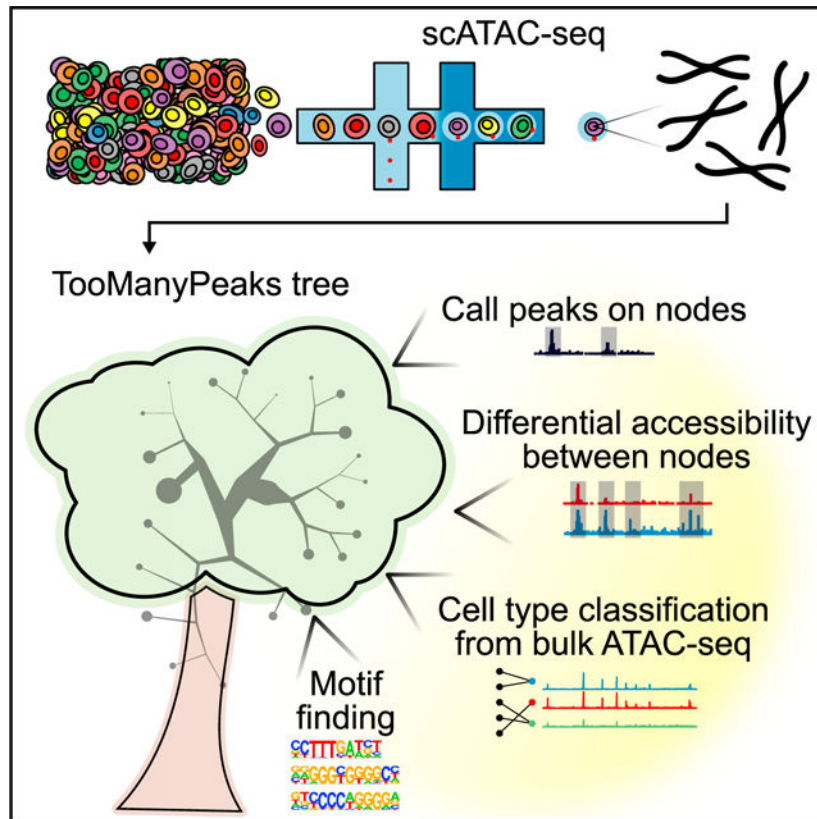 scATAC-seq
TooManyPeaks tree
Call peaks on nodes
Differential accessibility
between nodes
Cell type classification
from bulk ATAC-seq
Motif
finding